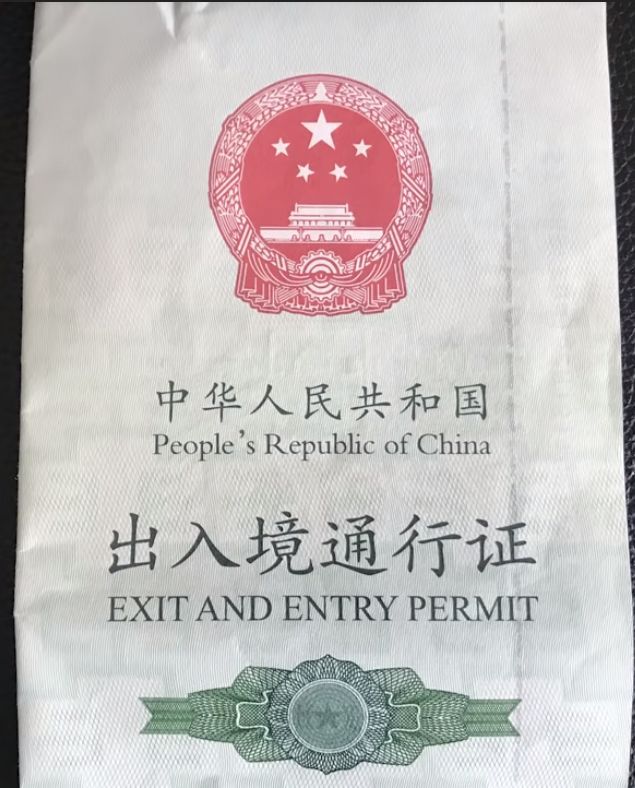 中华人民共和国
People's Republic of China
出入境通行证
EXIT AND ENTRY PERMIT